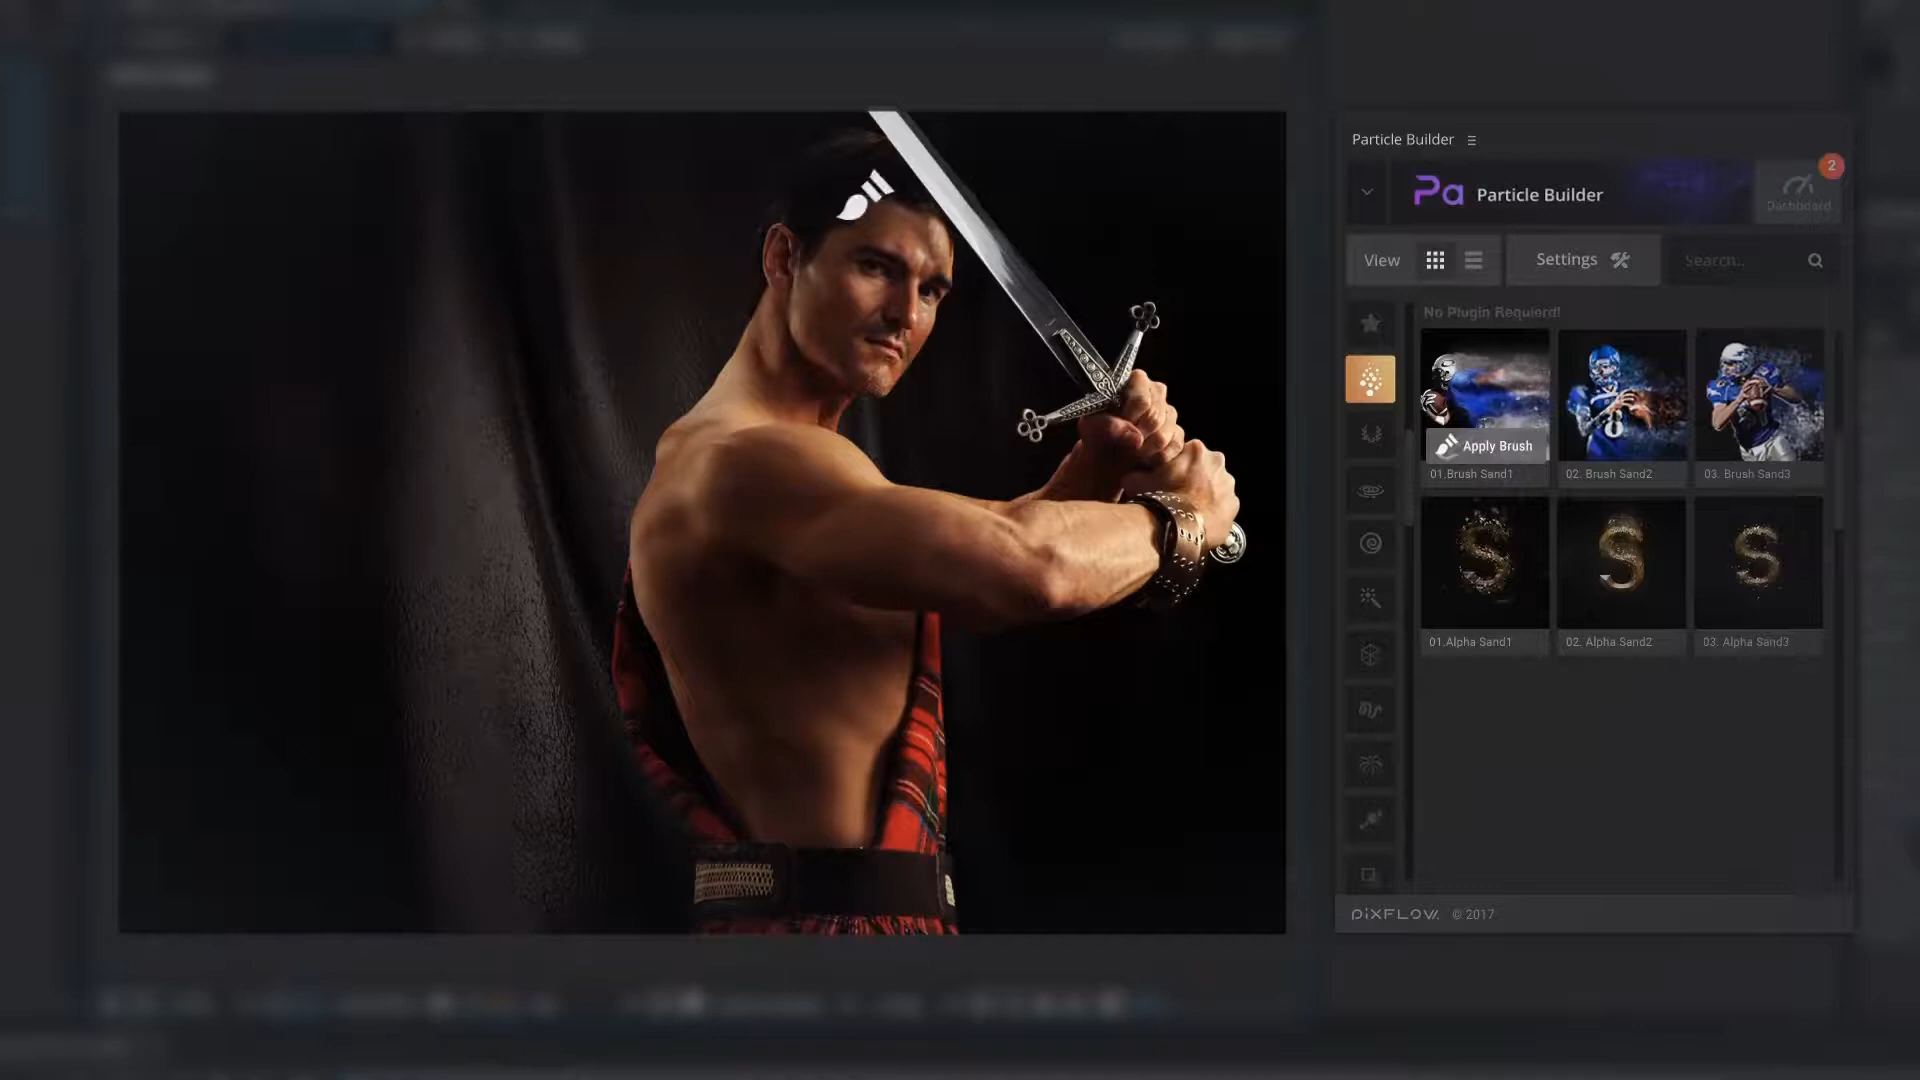 Particle Builder
Pa Particle Builder
2
Dashboard
View
Settings
Search..
No Plugin Requierd!
Apply Brush
01.Brush Sand1
02. Brush Sand2
03. Brush Sand3
01.Alpha Sand1
02. Alpha Sand2
03. Alpha Sand3
PIXFLOW. © 2017